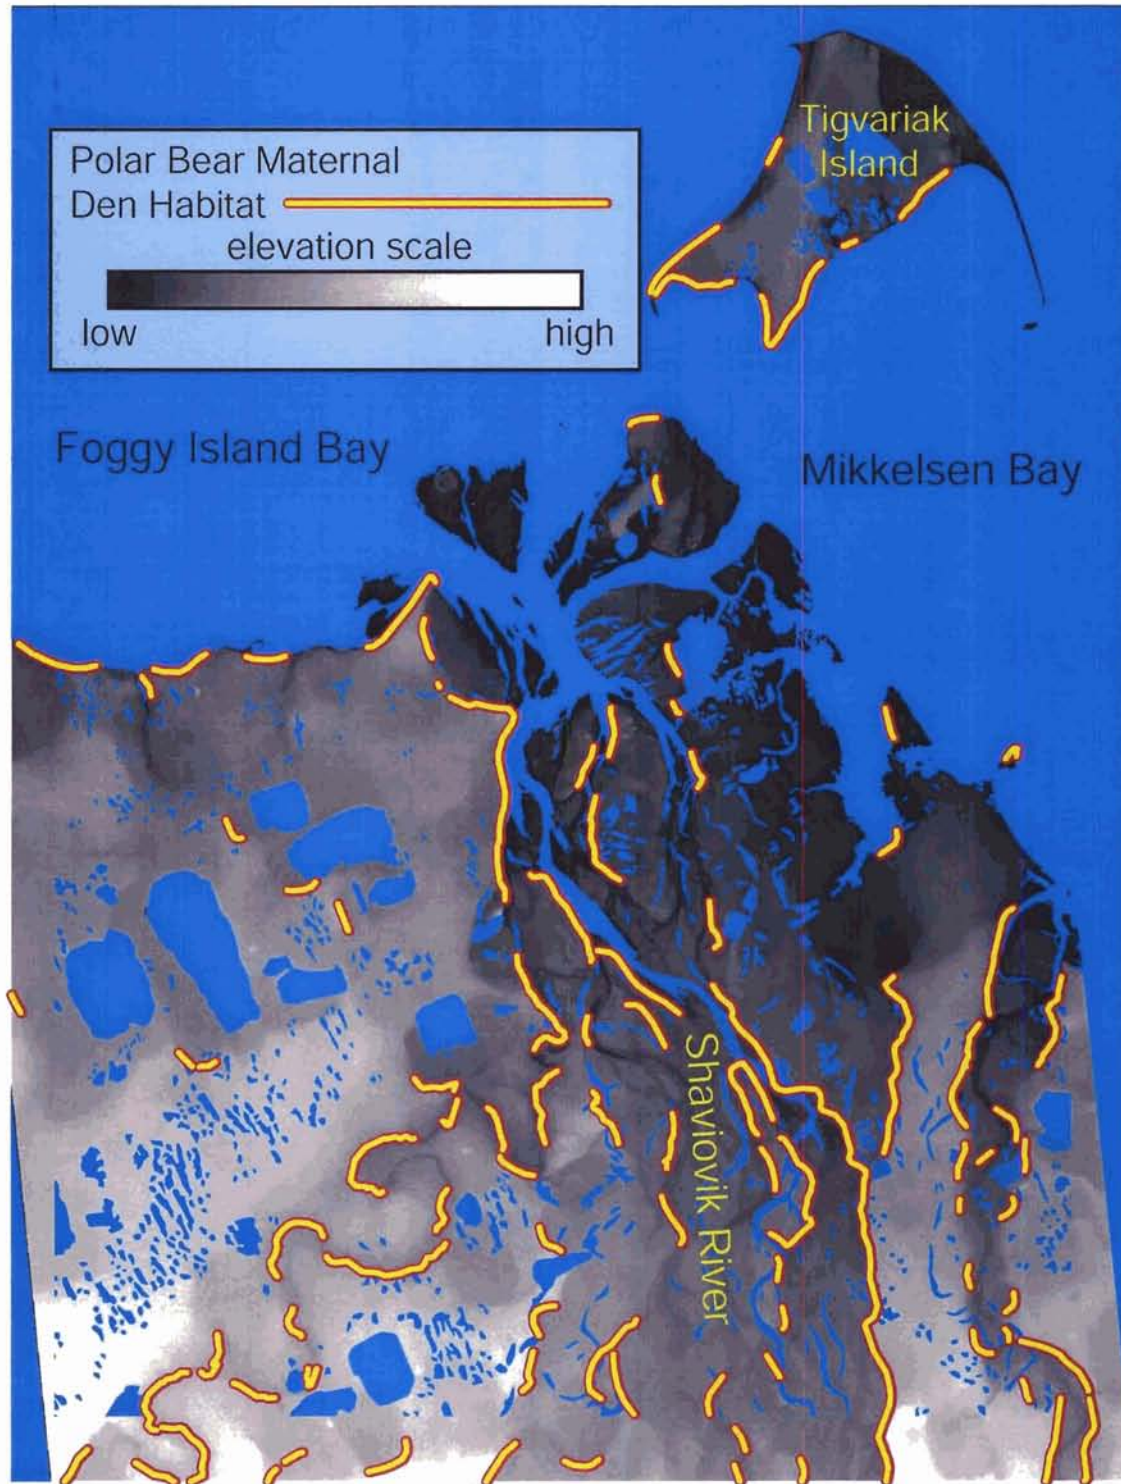 Tigvariak
Island
Polar Bear Maternal
Den Habitat
elevation scale
low high
Foggy Island Bay
Mikkelsen Bay
Shaviovik River